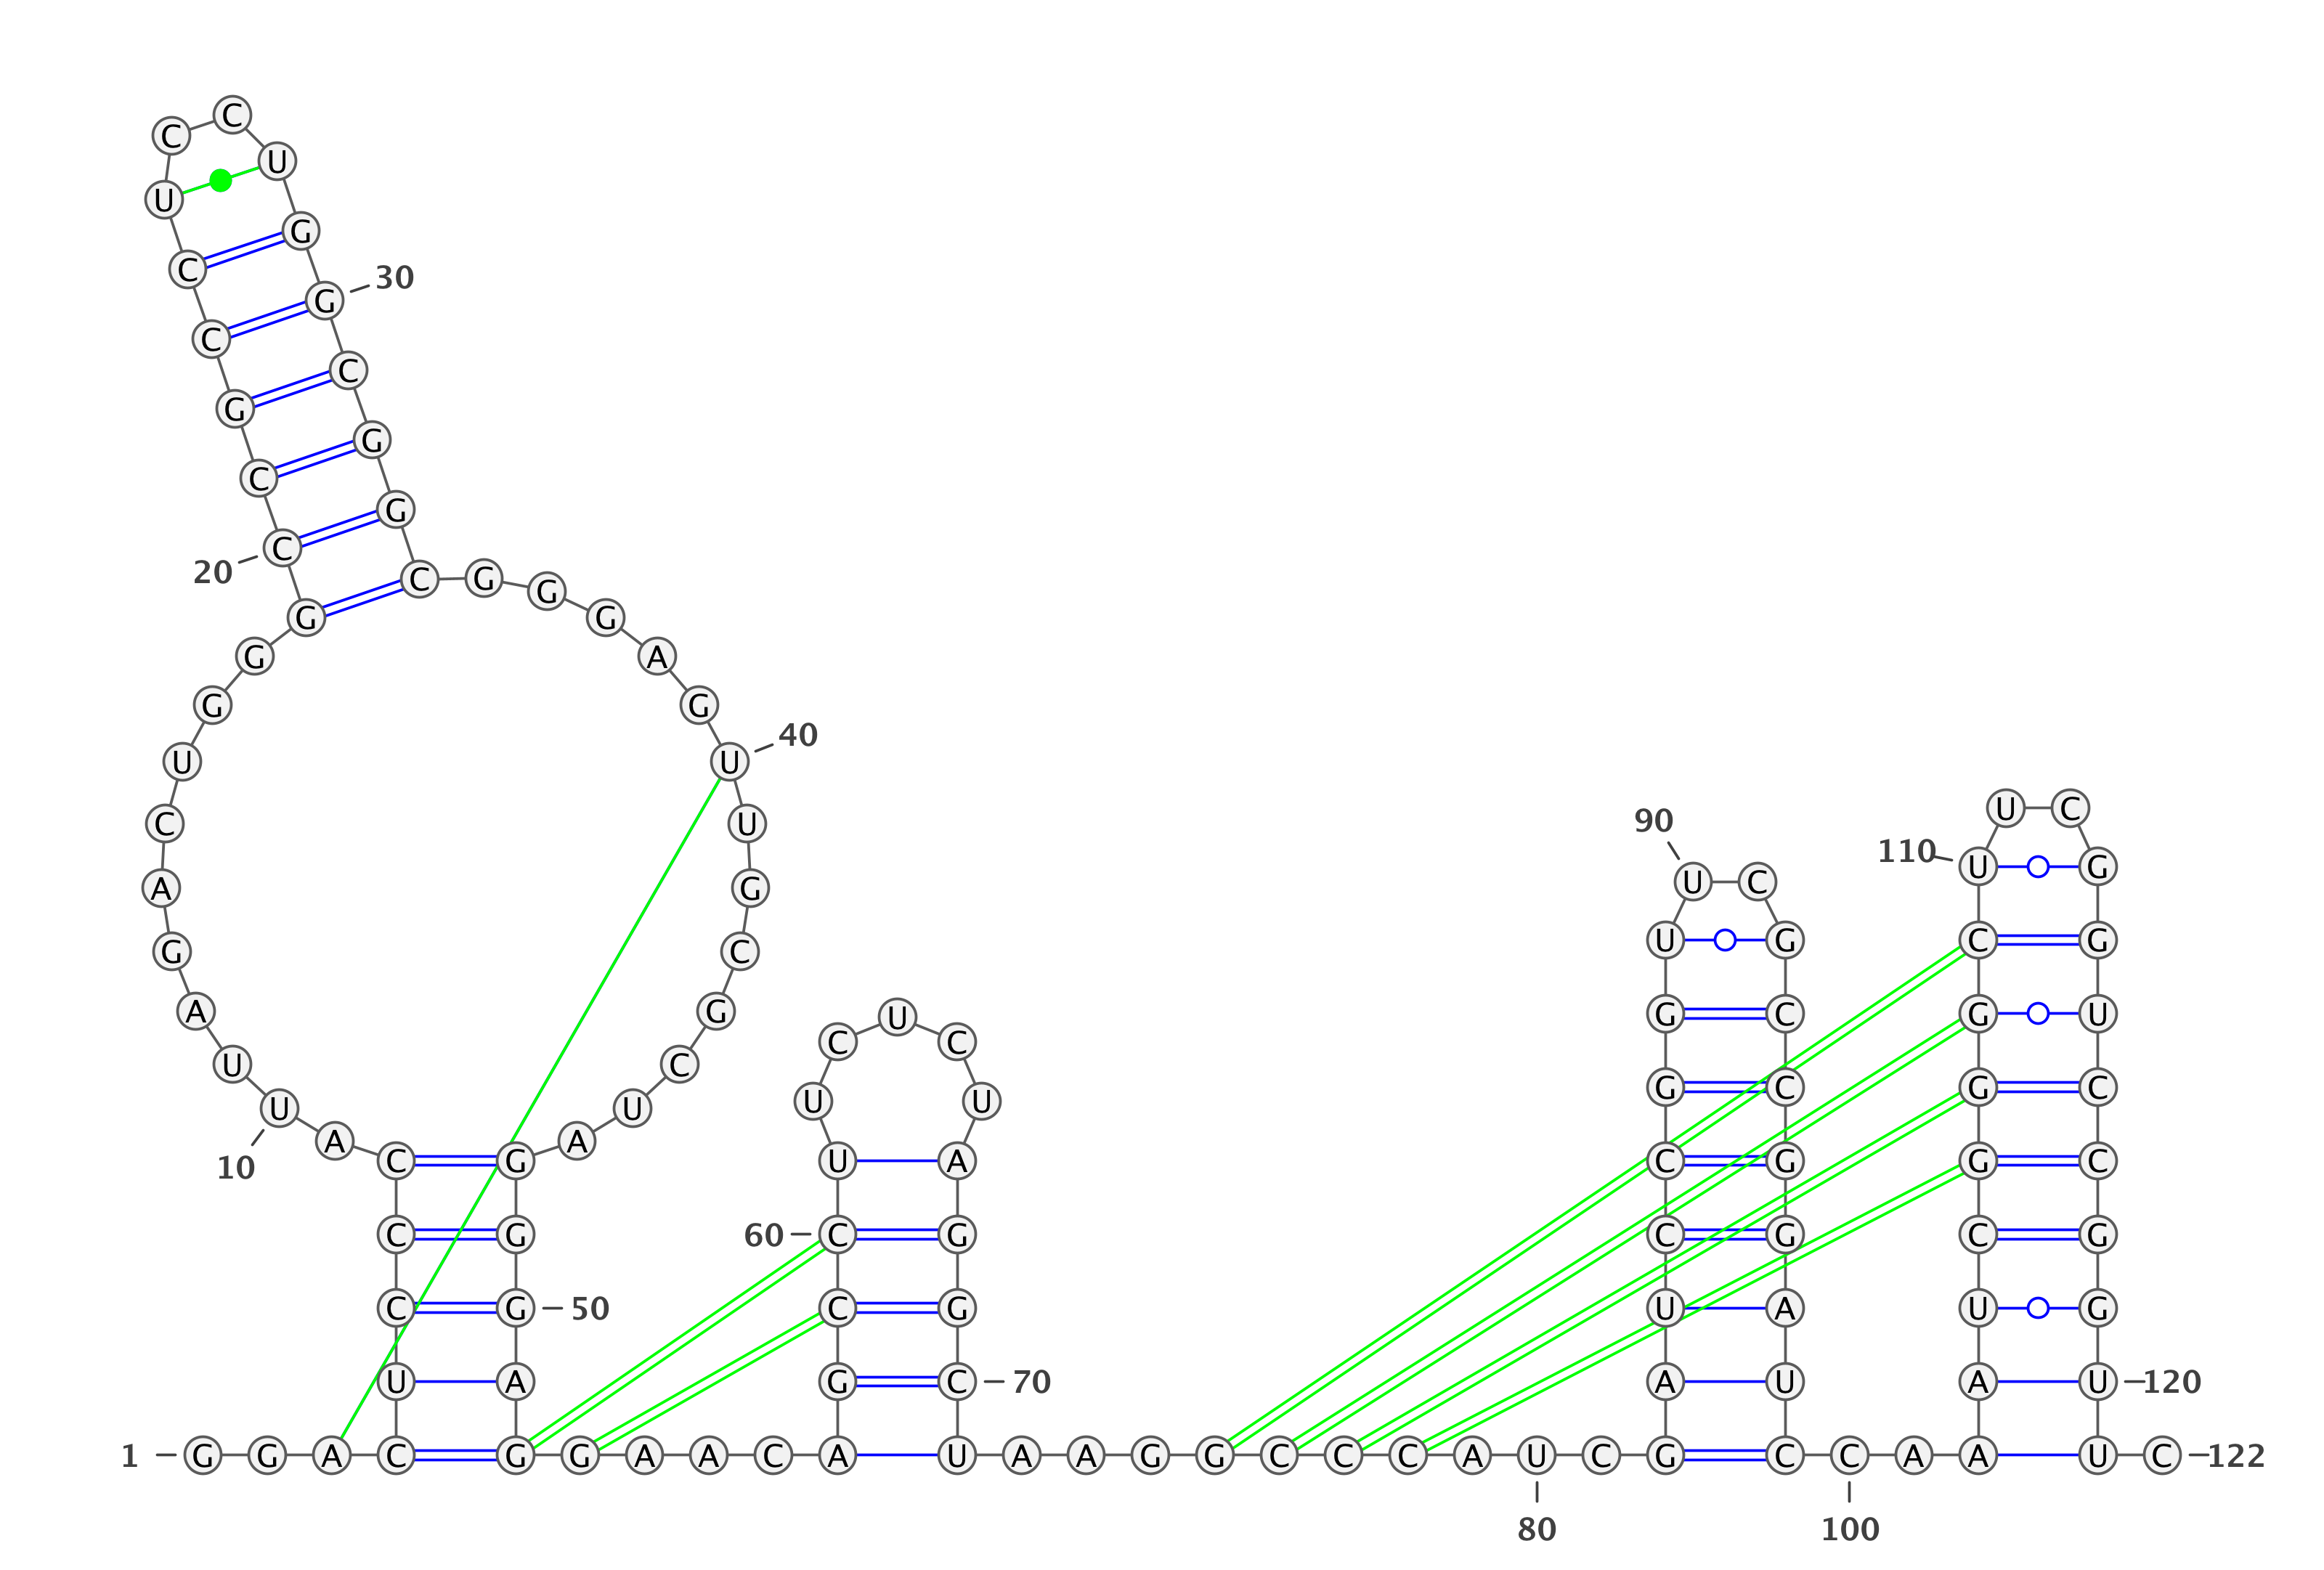 C
C
U
U
G
C
G 30
C
C
G
G
C
G
20 C
C G G
G G
G A
G G
40
U U
U C
90
C U
110 U G
U C
A G
U G C G
G C
A G U G C G U
C C
U C
G C G C
U U
U U
A A
C G U A C G G C
10
C G 60 C G C G C G
C G 50 C G U A U G
U A G C 70 A U A U 120
1 G G A C G G A A C A U A A G G C C C A U C G C C A A U C 122
80 100